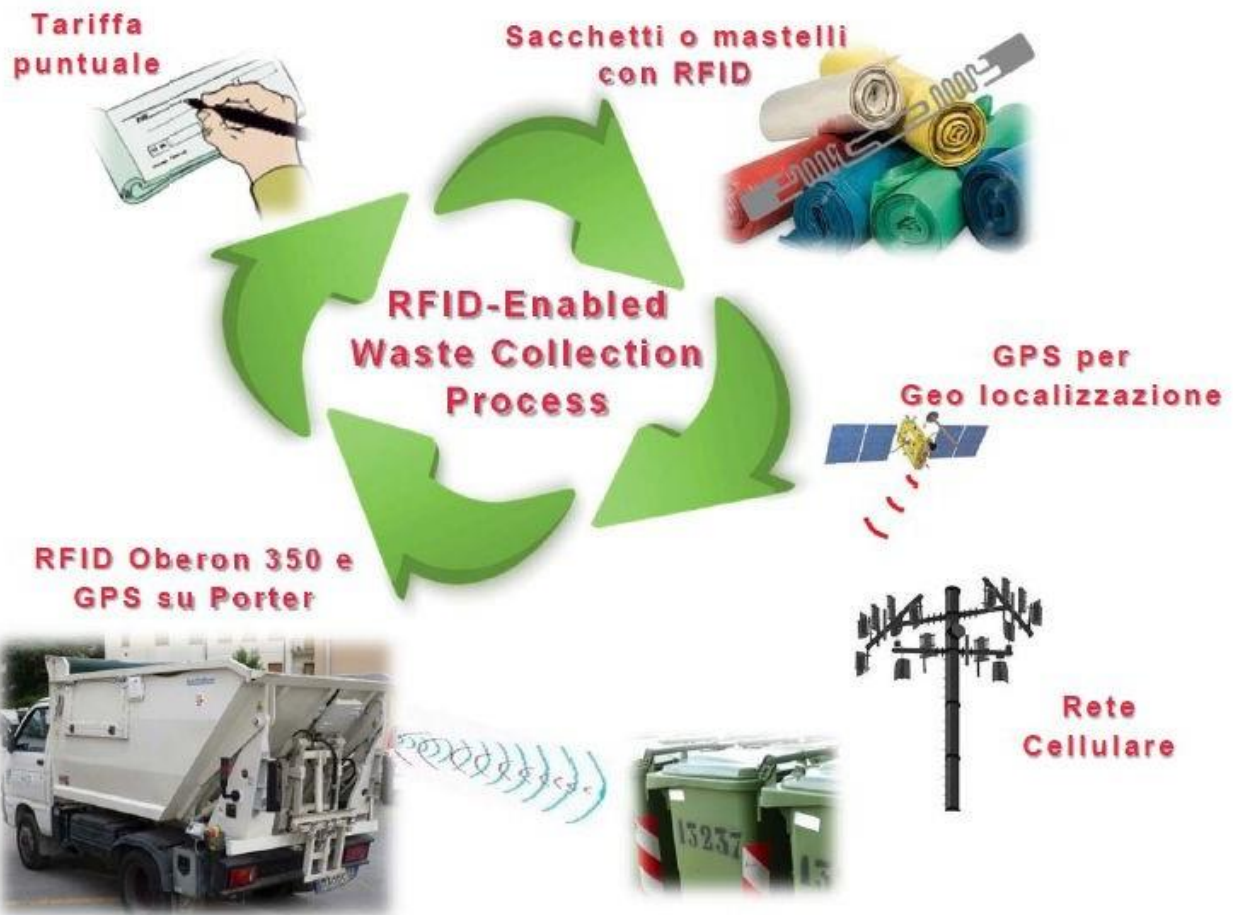 Tariffa
puntuale
Sacchetti o mastelli
con RFID
RFID-Enabled
Waste Collection
Process
GPS per
Geo localizzazione
RFID Oberon 350 e
GPS su Porter
Rete
Cellulare
13237
13